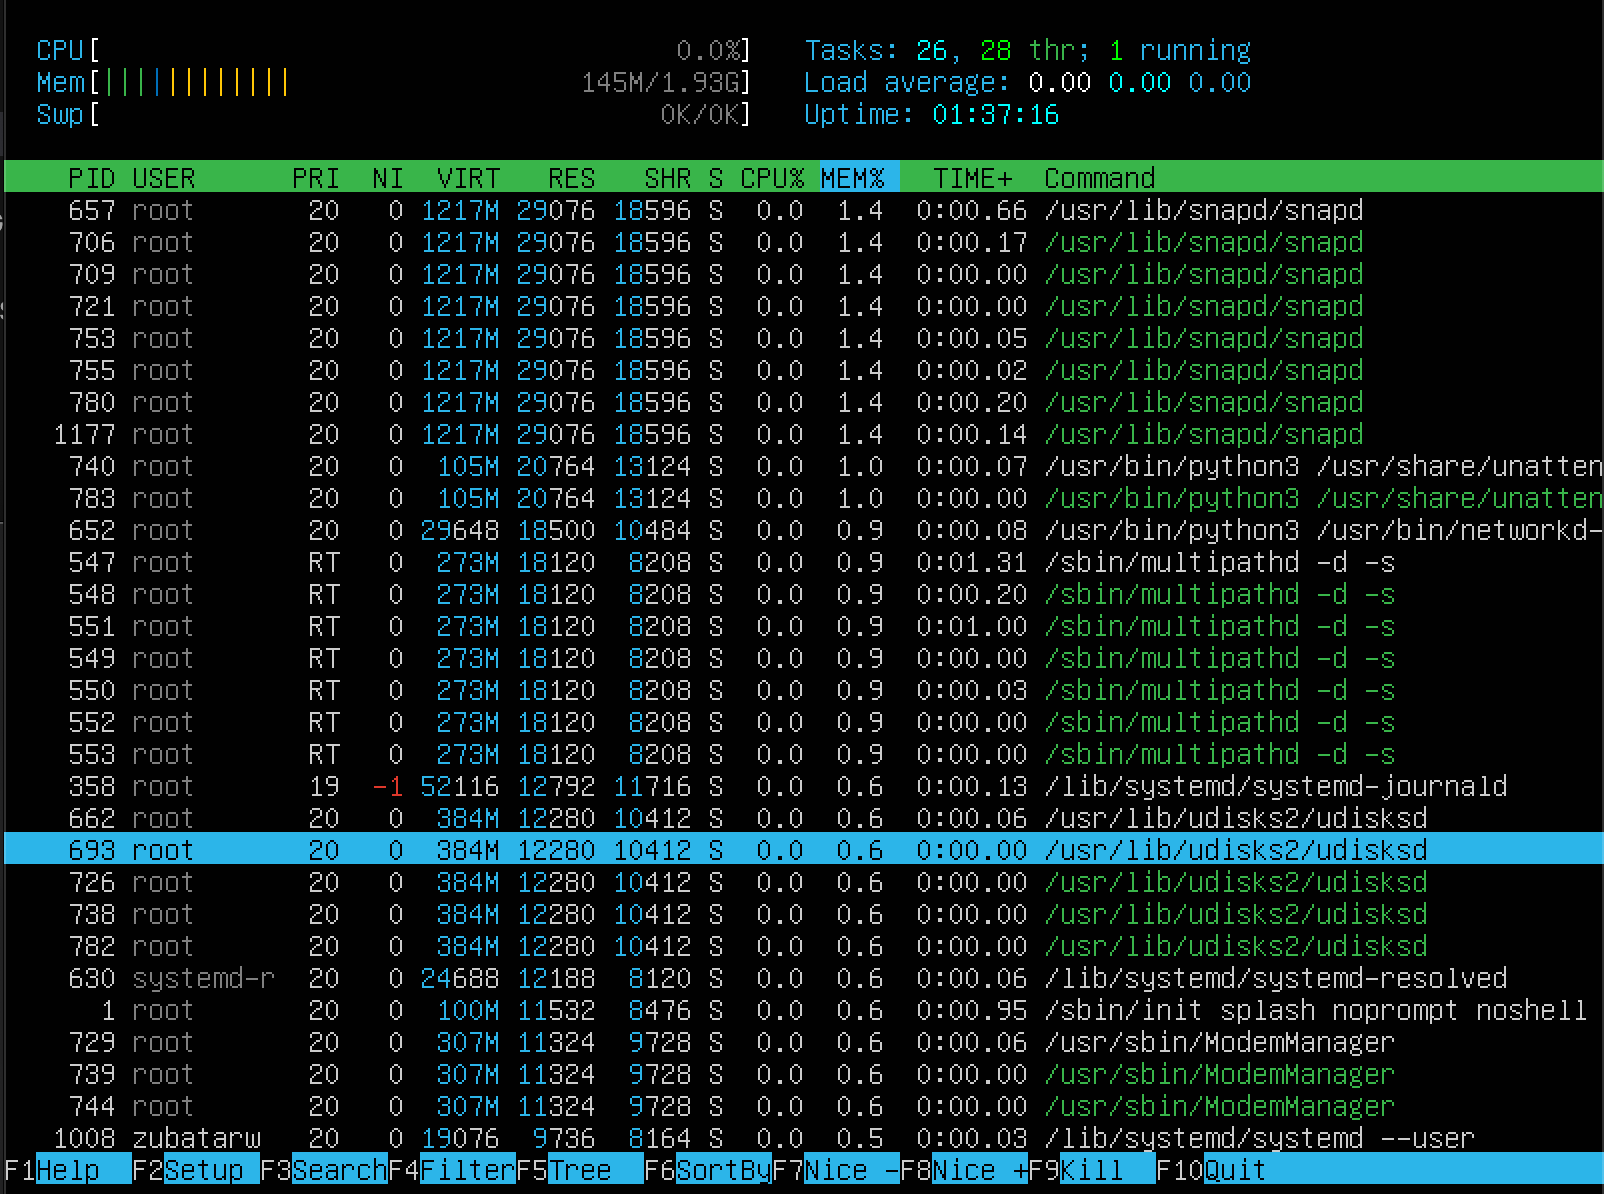 CPU[ 0.0%] Tasks: 26, 28 thr; 1 running
Mem[||||||||||||| 145M/1.93G] Load average: 0.00 0.00 0.00
Swp[ 0K/0K] Uptime: 01:37:16
PID USER PRI NI VIRT RES SHR S CPU% MEM% TIME+ Command
657 root 20 0 1217M 29076 18596 S 0.0 1.4 0:00.66 /usr/lib/snapd/snapd
706 root 20 0 1217M 29076 18596 S 0.0 1.4 0:00.17 /usr/lib/snapd/snapd
709 root 20 0 1217M 29076 18596 S 0.0 1.4 0:00.00 /usr/lib/snapd/snapd
721 root 20 0 1217M 29076 18596 S 0.0 1.4 0:00.00 /usr/lib/snapd/snapd
753 root 20 0 1217M 29076 18596 S 0.0 1.4 0:00.05 /usr/lib/snapd/snapd
755 root 20 0 1217M 29076 18596 S 0.0 1.4 0:00.02 /usr/lib/snapd/snapd
780 root 20 0 1217M 29076 18596 S 0.0 1.4 0:00.20 /usr/lib/snapd/snapd
1177 root 20 0 1217M 29076 18596 S 0.0 1.4 0:00.14 /usr/lib/snapd/snapd
740 root 20 0 105M 20764 13124 S 0.0 1.0 0:00.07 /usr/bin/python3 /usr/share/unatten
783 root 20 0 105M 20764 13124 S 0.0 1.0 0:00.00 /usr/bin/python3 /usr/share/unatten
652 root 20 0 29648 18500 10484 S 0.0 0.9 0:00.08 /usr/bin/python3 /usr/bin/networkd-
547 root RT 0 273M 18120 8208 S 0.0 0.9 0:01.31 /sbin/multipathd -d -s
548 root RT 0 273M 18120 8208 S 0.0 0.9 0:00.20 /sbin/multipathd -d -s
551 root RT 0 273M 18120 8208 S 0.0 0.9 0:01.00 /sbin/multipathd -d -s
549 root RT 0 273M 18120 8208 S 0.0 0.9 0:00.00 /sbin/multipathd -d -s
550 root RT 0 273M 18120 8208 S 0.0 0.9 0:00.03 /sbin/multipathd -d -s
552 root RT 0 273M 18120 8208 S 0.0 0.9 0:00.00 /sbin/multipathd -d -s
553 root RT 0 273M 18120 8208 S 0.0 0.9 0:00.00 /sbin/multipathd -d -s
358 root 19 -1 52116 12792 11716 S 0.0 0.6 0:00.13 /lib/systemd/systemd-journald
662 root 20 0 384M 12280 10412 S 0.0 0.6 0:00.06 /usr/lib/udisks2/udisksd
693 root 20 0 384M 12280 10412 S 0.0 0.6 0:00.00 /usr/lib/udisks2/udisksd
726 root 20 0 384M 12280 10412 S 0.0 0.6 0:00.00 /usr/lib/udisks2/udisksd
738 root 20 0 384M 12280 10412 S 0.0 0.6 0:00.00 /usr/lib/udisks2/udisksd
782 root 20 0 384M 12280 10412 S 0.0 0.6 0:00.00 /usr/lib/udisks2/udisksd
630 systemd-r 20 0 24688 12188 8120 S 0.0 0.6 0:00.06 /lib/systemd/systemd-resolved
1 root 20 0 100M 11532 8476 S 0.0 0.6 0:00.95 /sbin/init splash noprompt noshell
729 root 20 0 307M 11324 9728 S 0.0 0.6 0:00.06 /usr/sbin/ModemManager
739 root 20 0 307M 11324 9728 S 0.0 0.6 0:00.00 /usr/sbin/ModemManager
744 root 20 0 307M 11324 9728 S 0.0 0.6 0:00.00 /usr/sbin/ModemManager
1008 zubatarw 20 0 19076 9736 8164 S 0.0 0.5 0:00.03 /lib/systemd/systemd --user
F1Help F2Setup F3SearchF4FilterF5Tree F6SortByF7Nice -F8Nice +F9Kill F10Quit